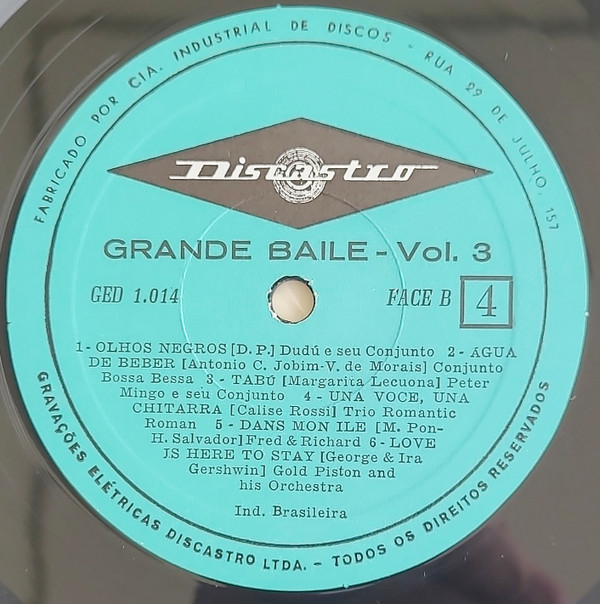 FABRICADO POR CIA. INDUSTRIAL DE DISCOS - RUA 29 DE JULHO, 157
Discastro
GRANDE BAILE - Vol. 3
GED 1.014
FACE B 4
1 - OLHOS NEGROS [D. P.] Dudú e seu Conjunto 2 - ÁGUA
DE BEBER [Antonio C. Jobim-V. de Morais] Conjunto
Bossa Bessa 3 - TABÚ [Margarita Lecuona] Peter
Mingo e seu Conjunto 4 - UNA VOCE, UNA
CHITARRA [Calise Rossi] Trio Romantic
Roman 5 - DANS MON ILE [M. Pon-
H. Salvador] Fred & Richard 6 - LOVE
JS HERE TO STAY [George & Ira
Gershwin] Gold Piston and
his Orchestra
Ind. Brasileira
GRAVAÇÕES ELÉTRICAS DISCASTRO LTDA. - TODOS OS DIREITOS RESERVADOS